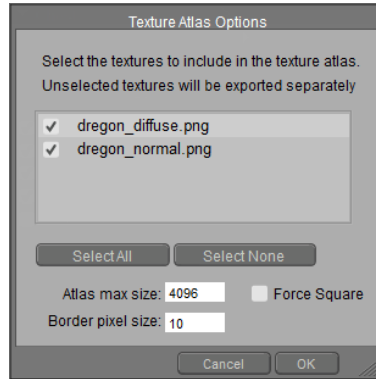 Texture Atlas Options
Select the textures to include in the texture atlas.
Unselected textures will be exported separately
dregon_diffuse.png
dregon_normal.png
Select All Select None
Atlas max size: 4096 Force Square
Border pixel size: 10
Cancel OK